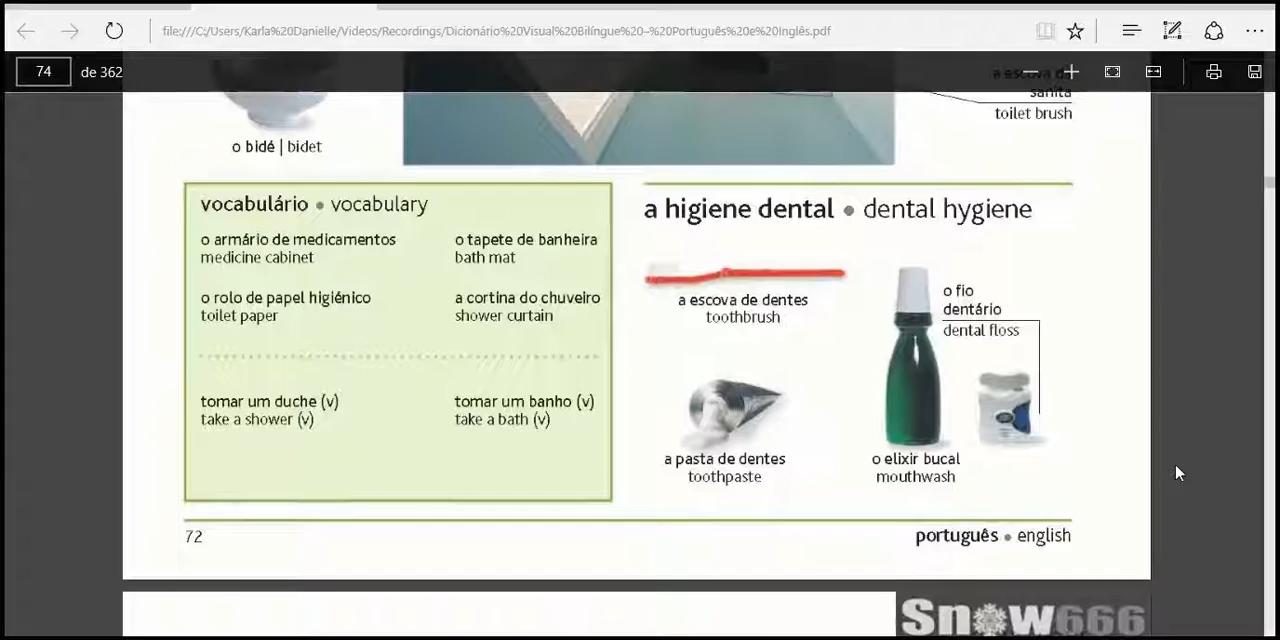 file:///C:/Users/Karla%20Danielle/Videos/Recordings/Dicionário%20Visual%20Bilíngue%20–%20Português%20e%20Inglês.pdf
74 de 362
a escova da
sanita
toilet brush
o bidé | bidet
vocabulário • vocabulary
o armário de medicamentos
medicine cabinet
o rolo de papel higiénico
toilet paper
tomar um duche (v)
take a shower (v)
o tapete de banheira
bath mat
a cortina do chuveiro
shower curtain
tomar um banho (v)
take a bath (v)
a higiene dental • dental hygiene
a escova de dentes
toothbrush
o fio
dentário
dental floss
a pasta de dentes
toothpaste
o elixir bucal
mouthwash
72
português • english
Snow666